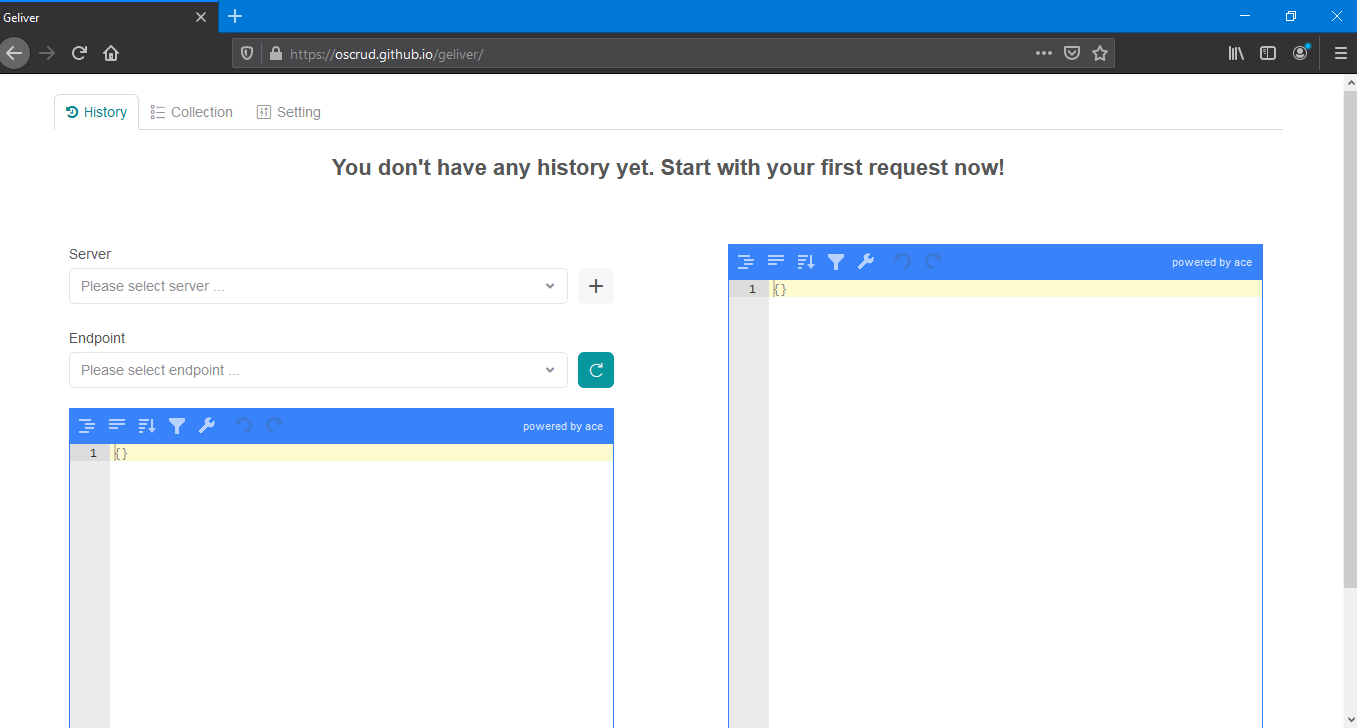 Geliver
https://oscrud.github.io/geliver/
History
Collection
Setting
You don't have any history yet. Start with your first request now!
Server
Please select server ...
Endpoint
Please select endpoint ...
powered by ace
1 {}
powered by ace
1 {}